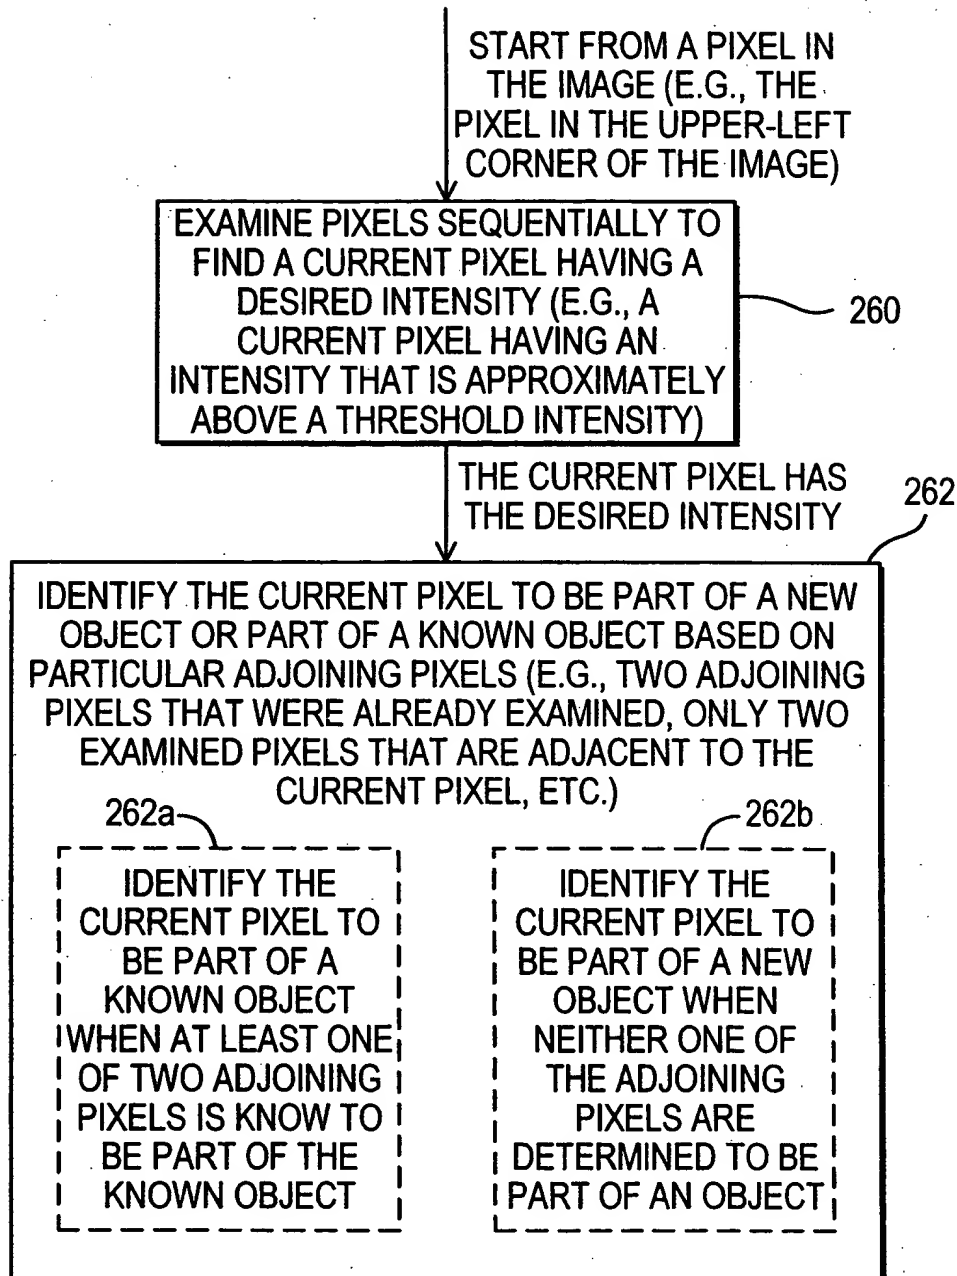 START FROM A PIXEL IN
THE IMAGE (E.G., THE
PIXEL IN THE UPPER-LEFT
CORNER OF THE IMAGE)
EXAMINE PIXELS SEQUENTIALLY TO
FIND A CURRENT PIXEL HAVING A
DESIRED INTENSITY (E.G., A
CURRENT PIXEL HAVING AN
INTENSITY THAT IS APPROXIMATELY
ABOVE A THRESHOLD INTENSITY)
260
THE CURRENT PIXEL HAS
THE DESIRED INTENSITY
262
IDENTIFY THE CURRENT PIXEL TO BE PART OF A NEW
OBJECT OR PART OF A KNOWN OBJECT BASED ON
PARTICULAR ADJOINING PIXELS (E.G., TWO ADJOINING
PIXELS THAT WERE ALREADY EXAMINED, ONLY TWO
EXAMINED PIXELS THAT ARE ADJACENT TO THE
CURRENT PIXEL, ETC.)
262a
IDENTIFY THE
CURRENT PIXEL TO
BE PART OF A
KNOWN OBJECT
WHEN AT LEAST ONE
OF TWO ADJOINING
PIXELS IS KNOW TO
BE PART OF THE
KNOWN OBJECT
262b
IDENTIFY THE
CURRENT PIXEL TO
BE PART OF A NEW
OBJECT WHEN
NEITHER ONE OF
THE ADJOINING
PIXELS ARE
DETERMINED TO BE
PART OF AN OBJECT